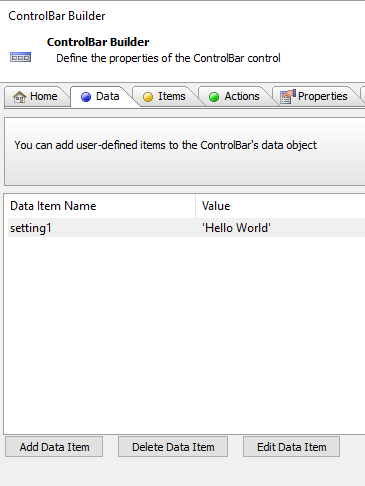 ControlBar Builder
ControlBar Builder
Define the properties of the ControlBar control
Home Data Items Actions Properties
You can add user-defined items to the ControlBar's data object
Data Item Name Value
setting1 'Hello World'
Add Data Item Delete Data Item Edit Data Item